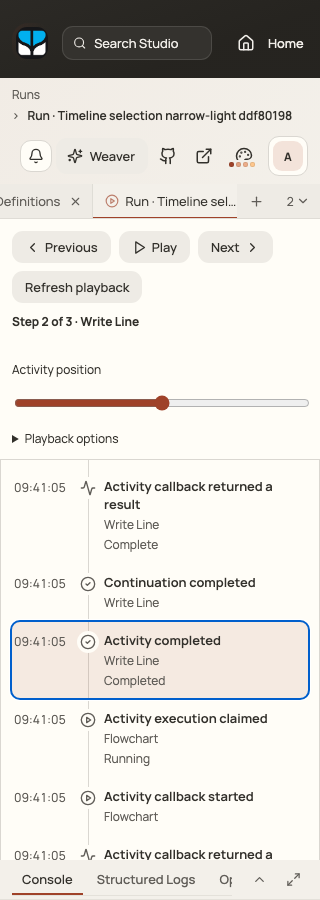 Search Studio
Home
Runs
› Run · Timeline selection narrow-light ddf80198
Weaver
A
Definitions ×
Run · Timeline sel...
+
2
Previous
Play
Next
Refresh playback
Step 2 of 3 · Write Line
Activity position
Playback options
09:41:05 Activity callback returned a
result
Write Line
Complete
09:41:05 Continuation completed
Write Line
09:41:05 Activity completed
Write Line
Completed
09:41:05 Activity execution claimed
Flowchart
Running
09:41:05 Activity callback started
Flowchart
09:41:05 Activity callback returned a
Console
Structured Logs